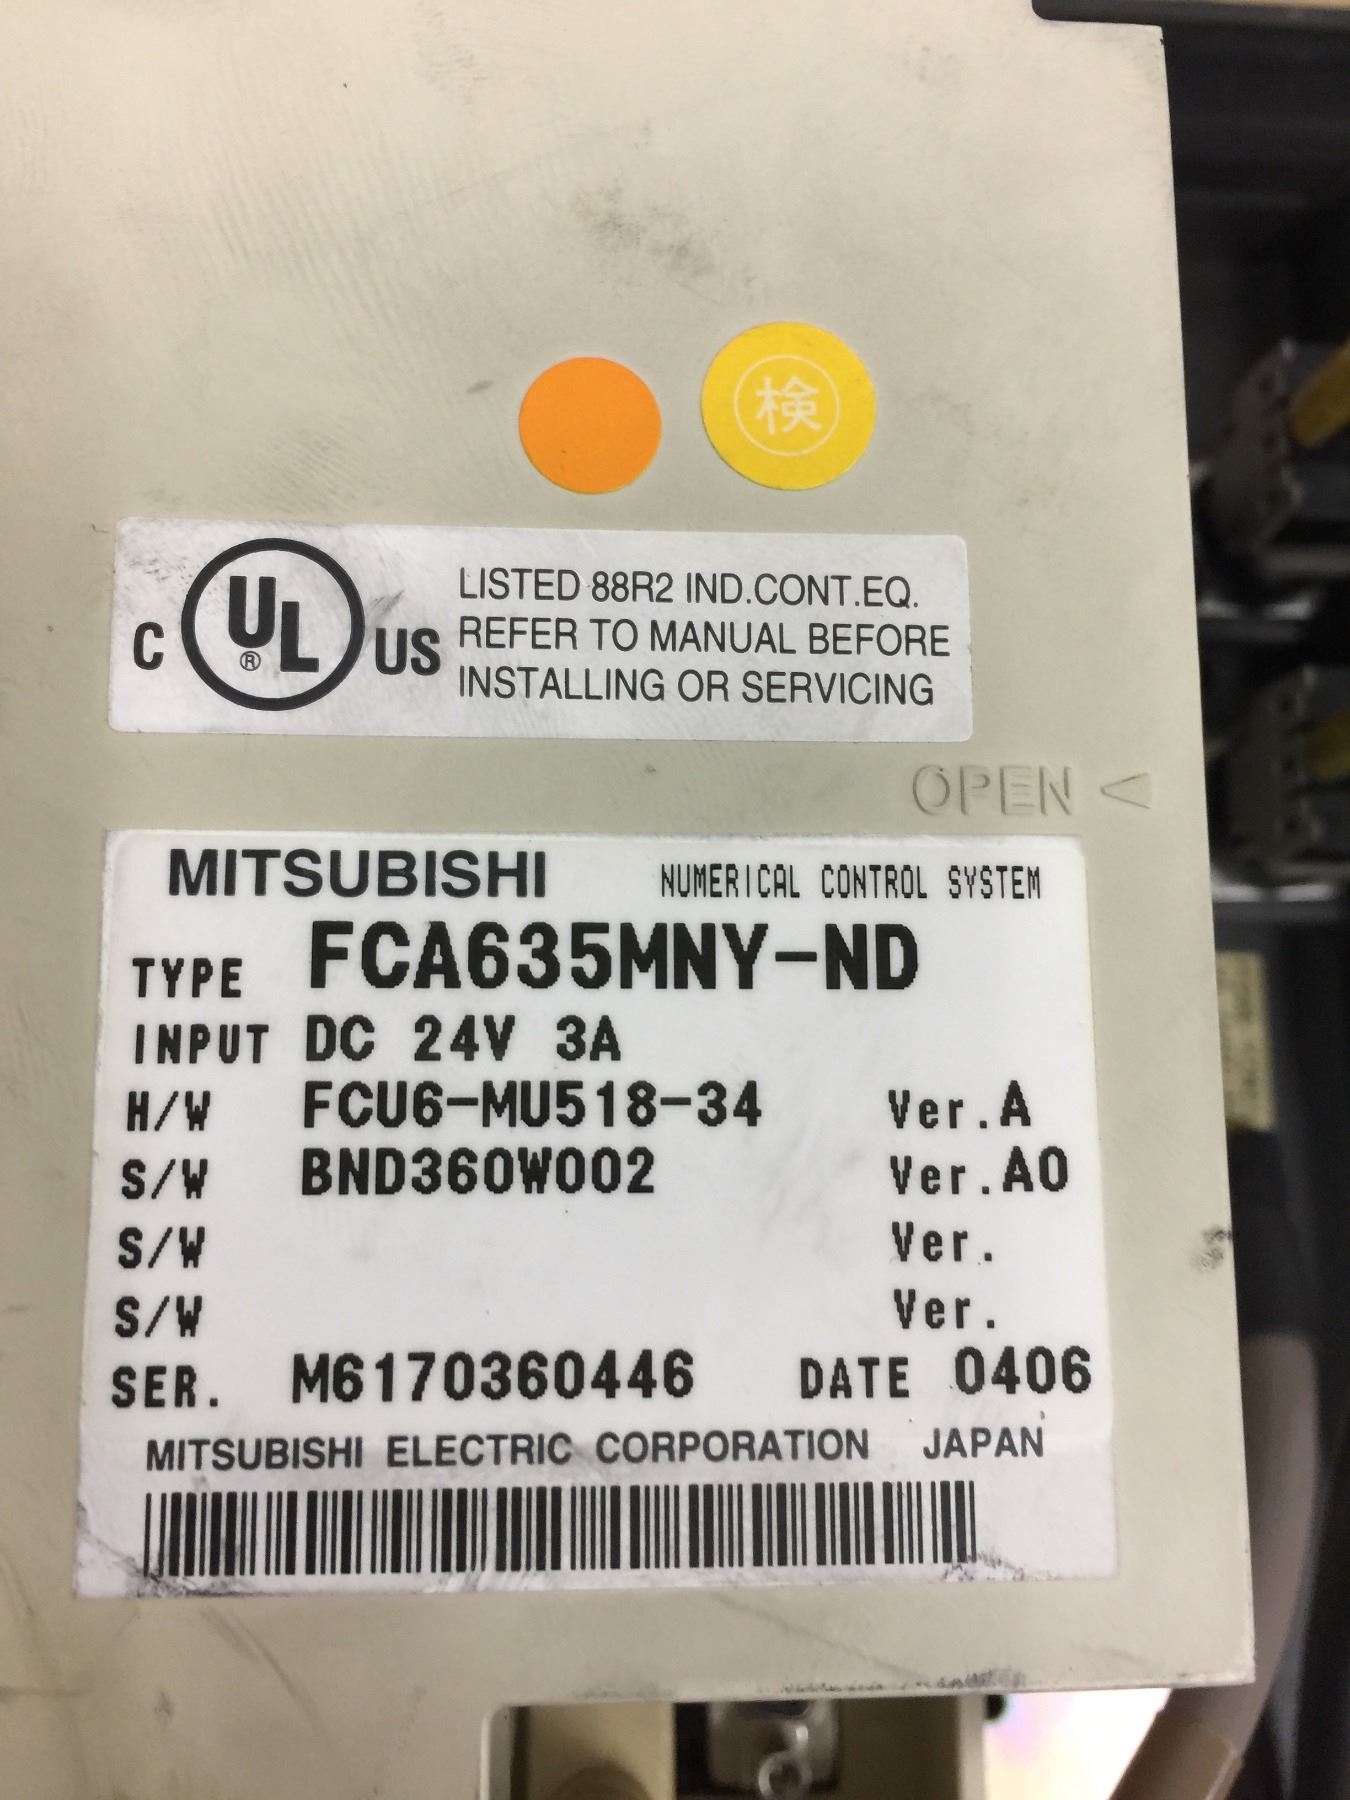 検
C UL® US
LISTED 88R2 IND.CONT.EQ.
REFER TO MANUAL BEFORE
INSTALLING OR SERVICING
OPEN <
MITSUBISHI NUMERICAL CONTROL SYSTEM
TYPE FCA635MNY-ND
INPUT DC 24V 3A
H/W FCU6-MU518-34 Ver.A
S/W BND360W002 Ver.A0
S/W Ver.
S/W Ver.
SER. M6170360446 DATE 0406
MITSUBISHI ELECTRIC CORPORATION JAPAN